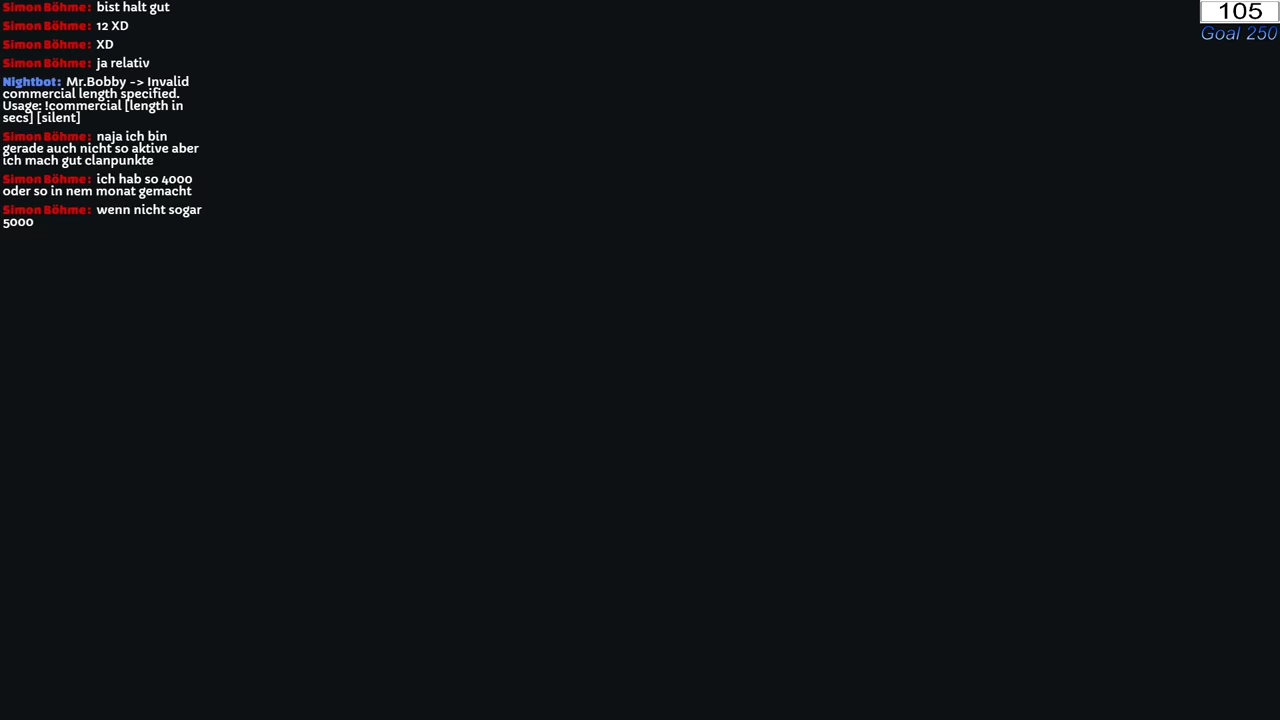 Simon Böhme: bist halt gut
Simon Böhme: 12 XD
Simon Böhme: XD
Simon Böhme: ja relativ
Nightbot: Mr.Bobby -> Invalid
commercial length specified.
Usage: !commercial [length in
secs] [silent]
Simon Böhme: naja ich bin
gerade auch nicht so aktive aber
ich mach gut clanpunkte
Simon Böhme: ich hab so 4000
oder so in nem monat gemacht
Simon Böhme: wenn nicht sogar
5000
105
Goal 250